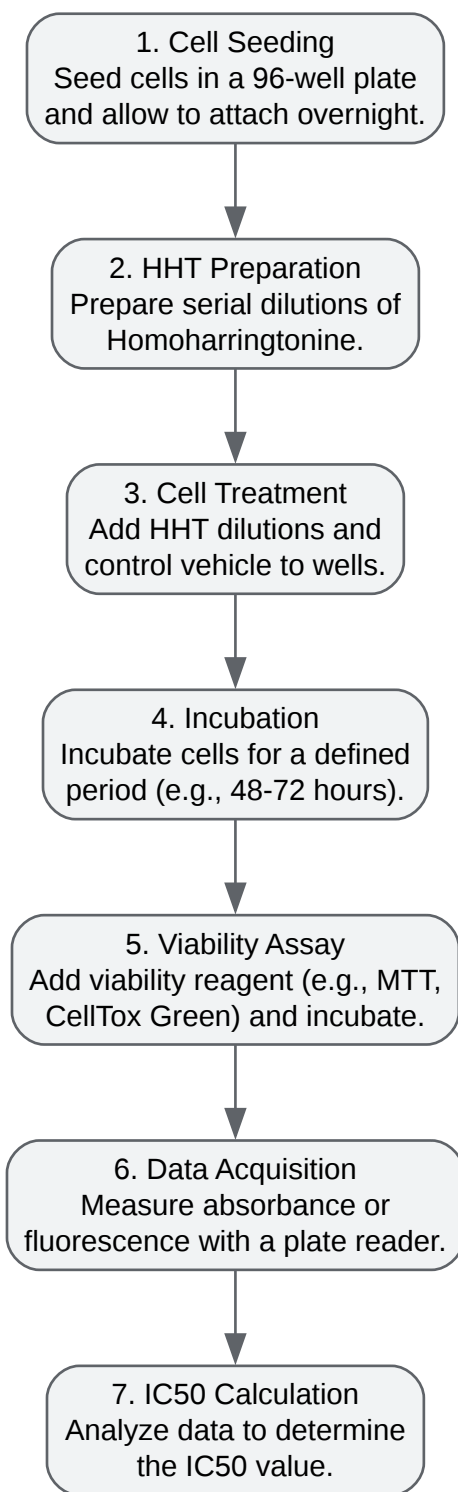 1. Cell Seeding
Seed cells in a 96-well plate
and allow to attach overnight.
2. HHT Preparation
Prepare serial dilutions of
Homoharringtonine.
3. Cell Treatment
Add HHT dilutions and
control vehicle to wells.
4. Incubation
Incubate cells for a defined
period (e.g., 48-72 hours).
5. Viability Assay
Add viability reagent (e.g., MTT,
CellTox Green) and incubate.
6. Data Acquisition
Measure absorbance or
fluorescence with a plate reader.
7. IC50 Calculation
Analyze data to determine
the IC50 value.